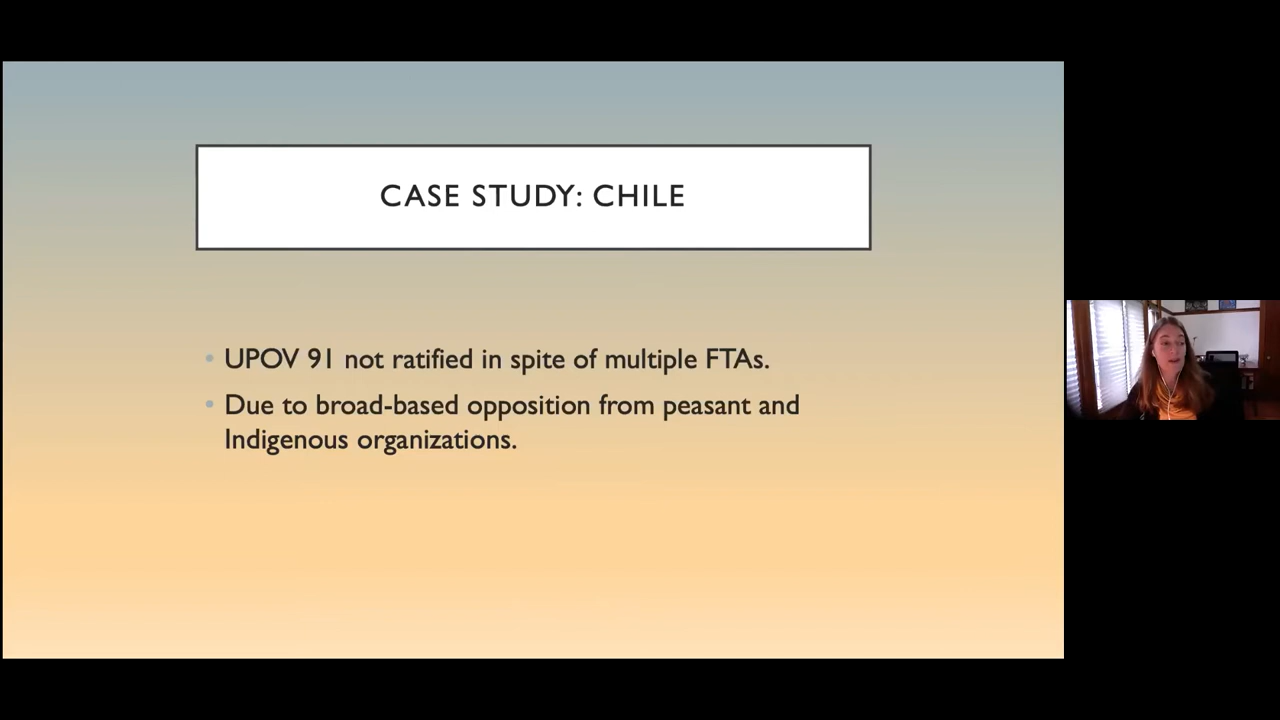 CASE STUDY: CHILE
UPOV 91 not ratified in spite of multiple FTAs.
Due to broad-based opposition from peasant and
Indigenous organizations.